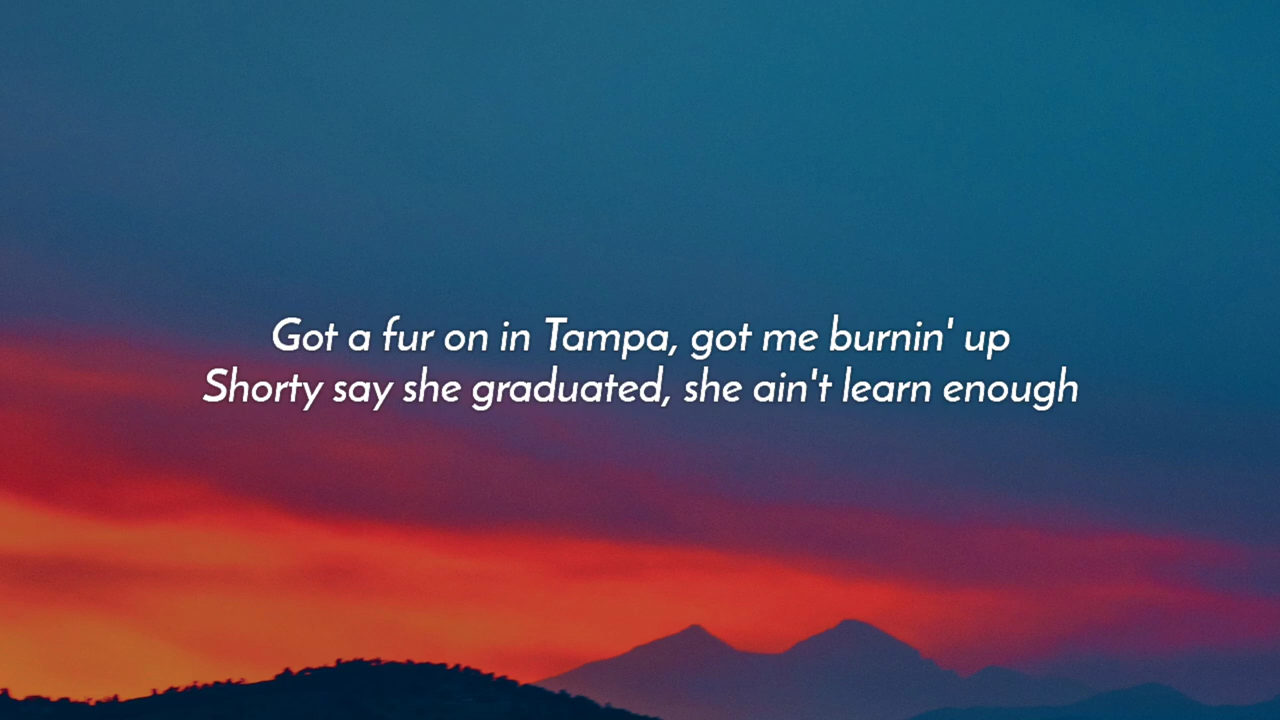 Got a fur on in Tampa, got me burnin' up
Shorty say she graduated, she ain't learn enough